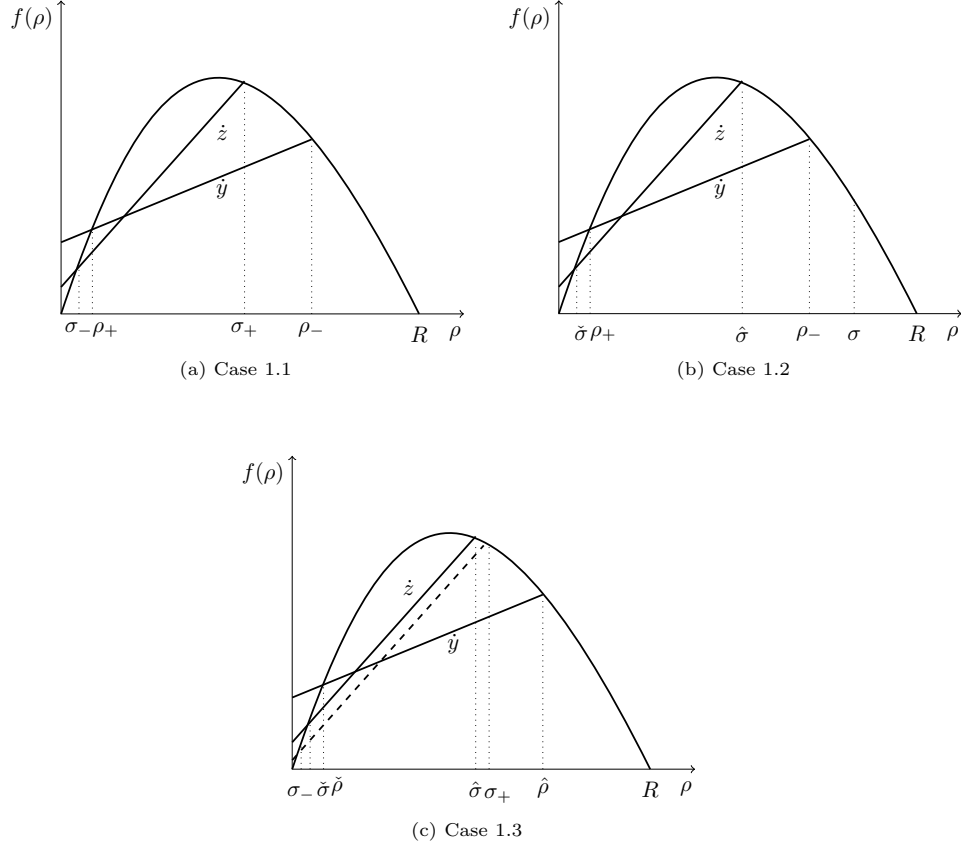 f(ρ)
ż
ẏ
σ₋ ρ₊ σ₊ ρ₋ R ρ
(a) Case 1.1
f(ρ)
ż
ẏ
σ̌ ρ₊ σ̂ ρ₋ σ R ρ
(b) Case 1.2
f(ρ)
ż
ẏ
σ₋ σ̌ ρ̌ σ̂ σ₊ ρ̂ R ρ
(c) Case 1.3